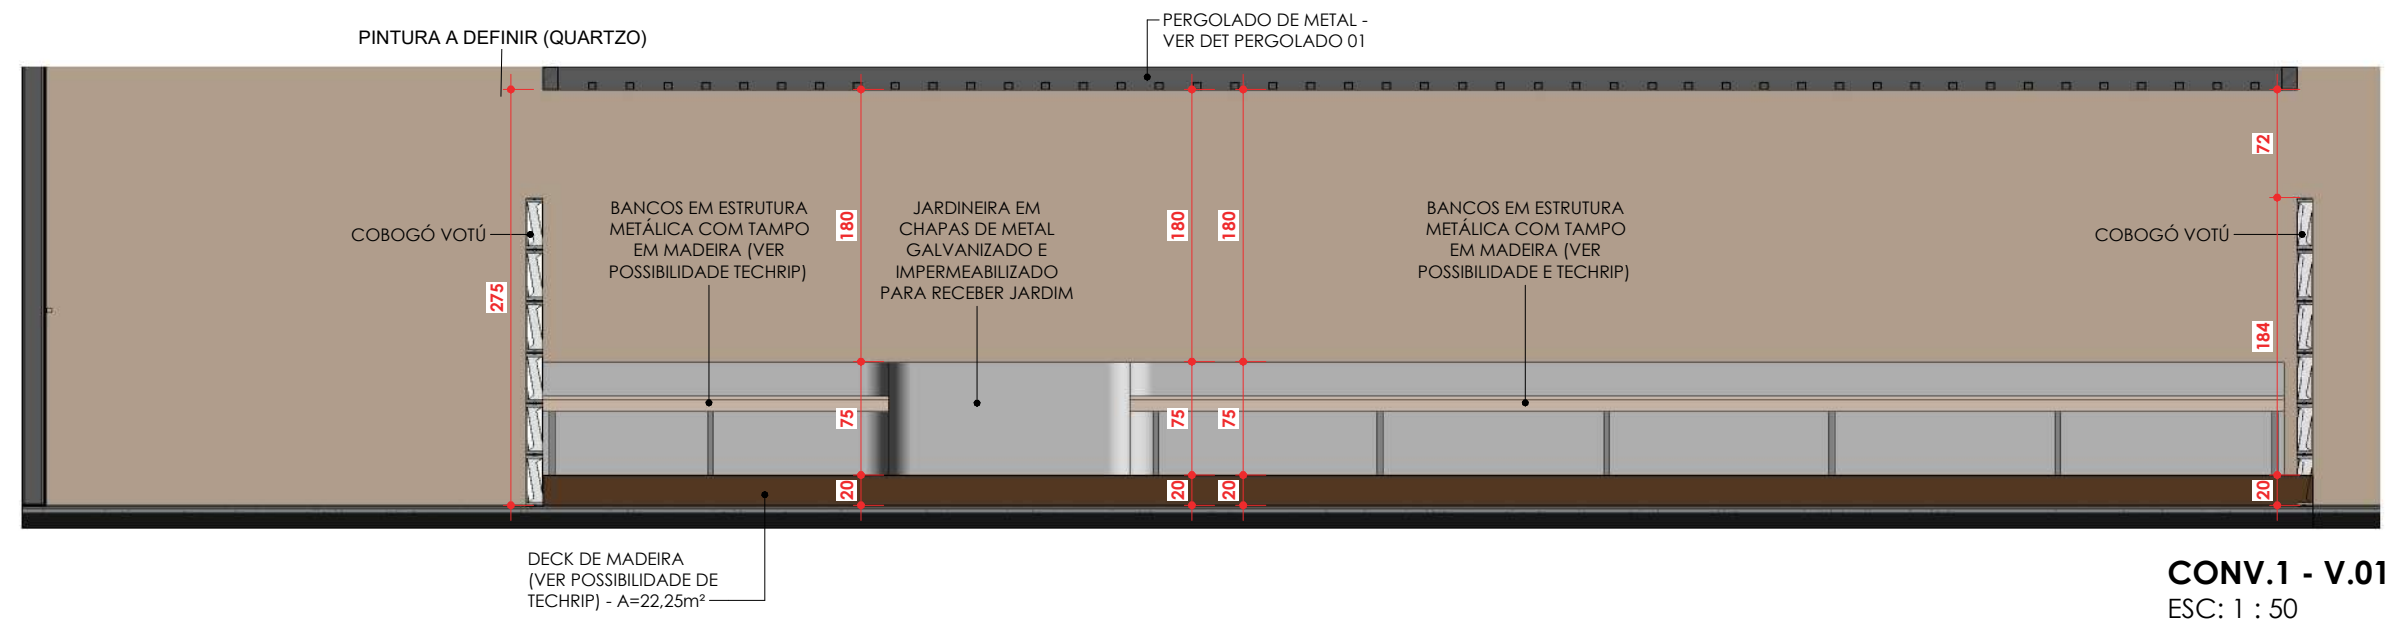 PINTURA A DEFINIR (QUARTZO)
PERGOLADO DE METAL -
VER DET PERGOLADO 01
COBOGÓ VOTÚ
BANCOS EM ESTRUTURA
METÁLICA COM TAMPO
EM MADEIRA (VER
POSSIBILIDADE TECHRIP)
JARDINEIRA EM
CHAPAS DE METAL
GALVANIZADO E
IMPERMEABILIZADO
PARA RECEBER JARDIM
BANCOS EM ESTRUTURA
METÁLICA COM TAMPO
EM MADEIRA (VER
POSSIBILIDADE E TECHRIP)
COBOGÓ VOTÚ
275
180
75
20
180
75
20
180
75
20
72
184
20
DECK DE MADEIRA
(VER POSSIBILIDADE DE
TECHRIP) - A=22,25m²
CONV.1 - V.01
ESC: 1 : 50